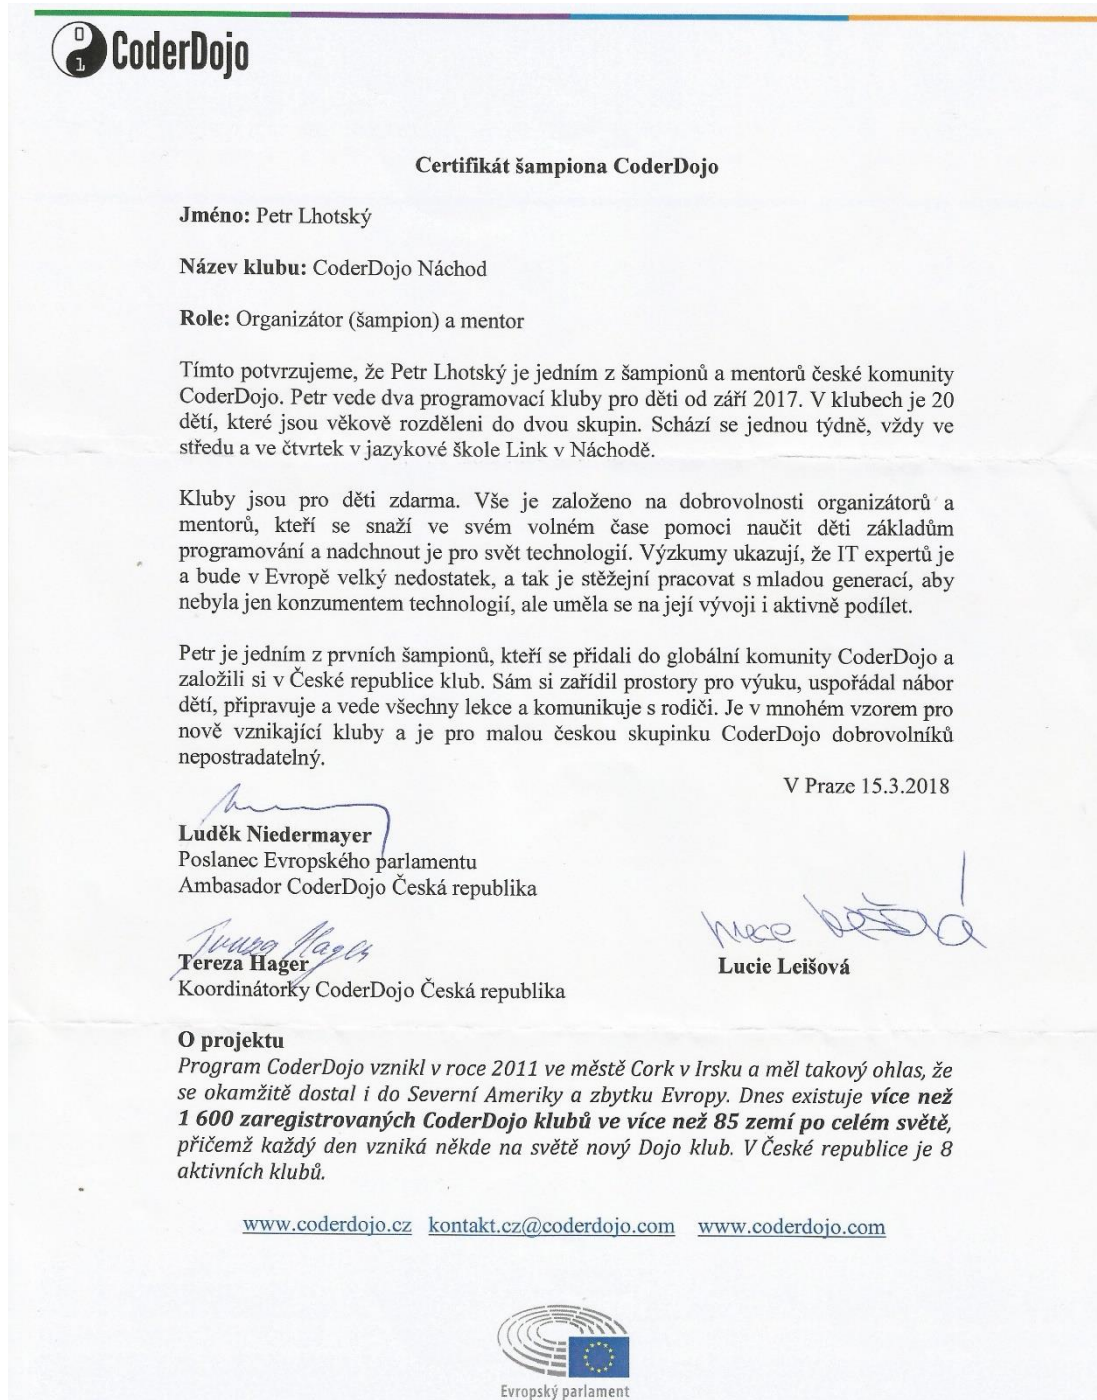 CoderDojo
Certifikát šampiona CoderDojo
Jméno: Petr Lhotský
Název klubu: CoderDojo Náchod
Role: Organizátor (šampion) a mentor
Tímto potvrzujeme, že Petr Lhotský je jedním z šampionů a mentorů české komunity
CoderDojo. Petr vede dva programovací kluby pro děti od září 2017. V klubech je 20
dětí, které jsou věkově rozděleni do dvou skupin. Schází se jednou týdně, vždy ve
středu a ve čtvrtek v jazykové škole Link v Náchodě.
Kluby jsou pro děti zdarma. Vše je založeno na dobrovolnosti organizátorů a
mentorů, kteří se snaží ve svém volném čase pomoci naučit děti základům
programování a nadchnout je pro svět technologií. Výzkumy ukazují, že IT expertů je
a bude v Evropě velký nedostatek, a tak je stěžejní pracovat s mladou generací, aby
nebyla jen konzumentem technologií, ale uměla se na její vývoji i aktivně podílet.
Petr je jedním z prvních šampionů, kteří se přidali do globální komunity CoderDojo a
založili si v České republice klub. Sám si zařídil prostory pro výuku, uspořádal nábor
dětí, připravuje a vede všechny lekce a komunikuje s rodiči. Je v mnohém vzorem pro
nově vznikající kluby a je pro malou českou skupinku CoderDojo dobrovolníků
nepostradatelný.
V Praze 15.3.2018
Luděk Niedermayer
Poslanec Evropského parlamentu
Ambasador CoderDojo Česká republika
Tereza Hager
Tereza Hager
Lucie Leišová
Koordinátorky CoderDojo Česká republika
O projektu
Program CoderDojo vznikl v roce 2011 ve městě Cork v Irsku a měl takový ohlas, že
se okamžitě dostal i do Severní Ameriky a zbytku Evropy. Dnes existuje více než
1 600 zaregistrovaných CoderDojo klubů ve více než 85 zemí po celém světě,
přičemž každý den vzniká někde na světě nový Dojo klub. V České republice je 8
aktivních klubů.
www.coderdojo.cz kontakt.cz@coderdojo.com www.coderdojo.com
Evropský parlament